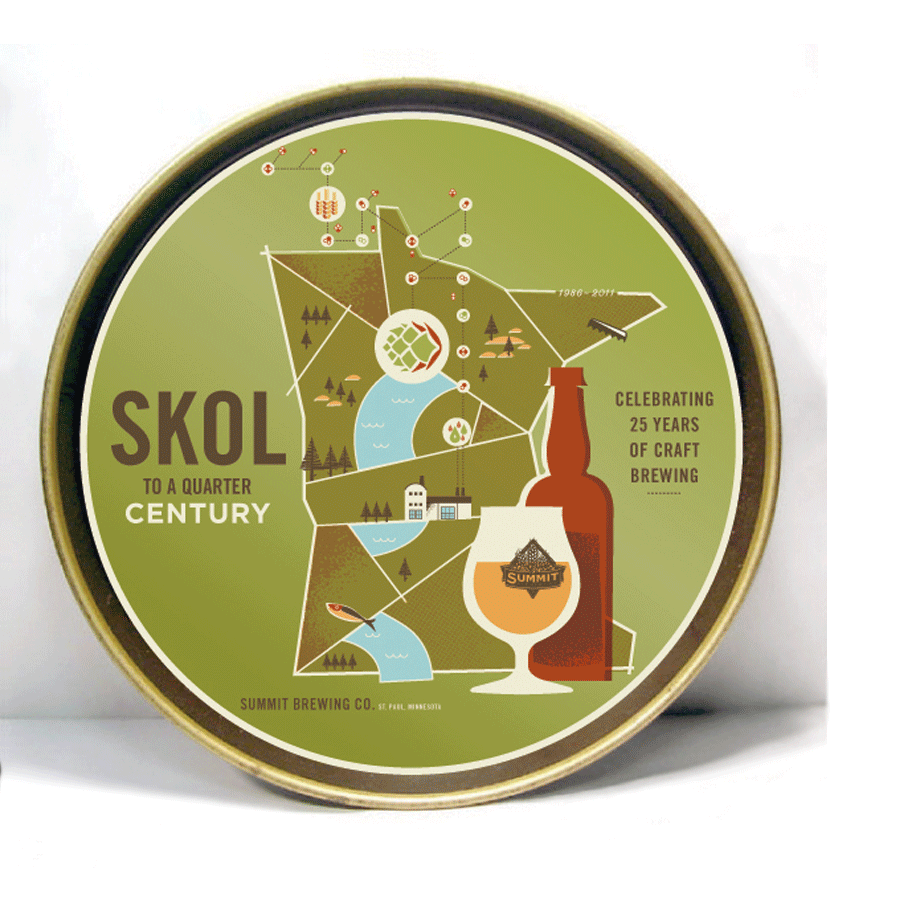 1986 - 2011
SKOL
TO A QUARTER
CENTURY
CELEBRATING
25 YEARS
OF CRAFT
BREWING
SUMMIT
SUMMIT BREWING CO. ST. PAUL, MINNESOTA